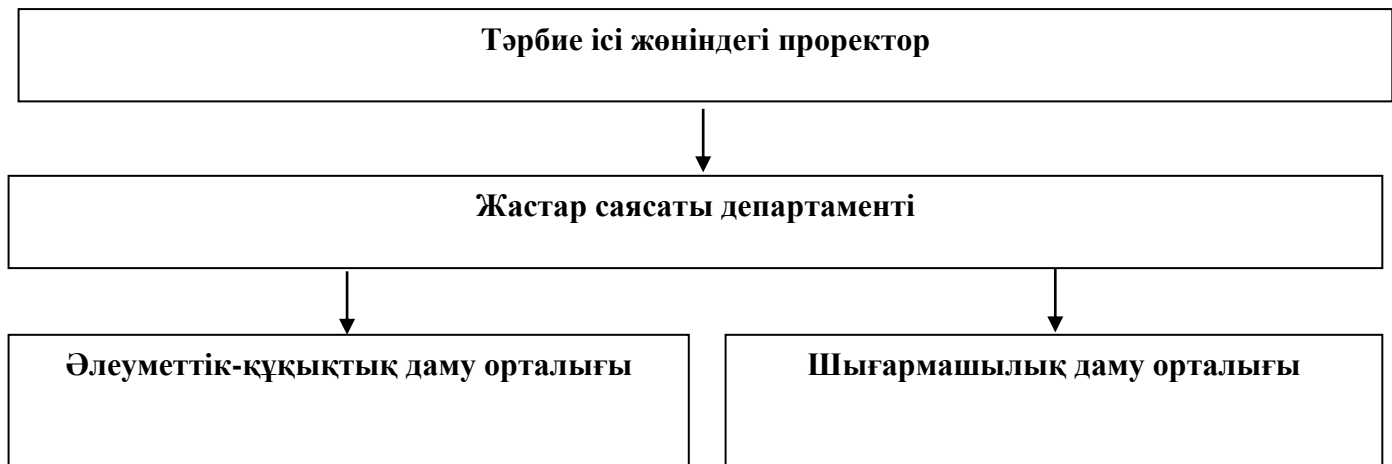 Тәрбие ісі жөніндегі проректор
Жастар саясаты департаменті
Әлеуметтік-құқықтық даму орталығы
Шығармашылық даму орталығы